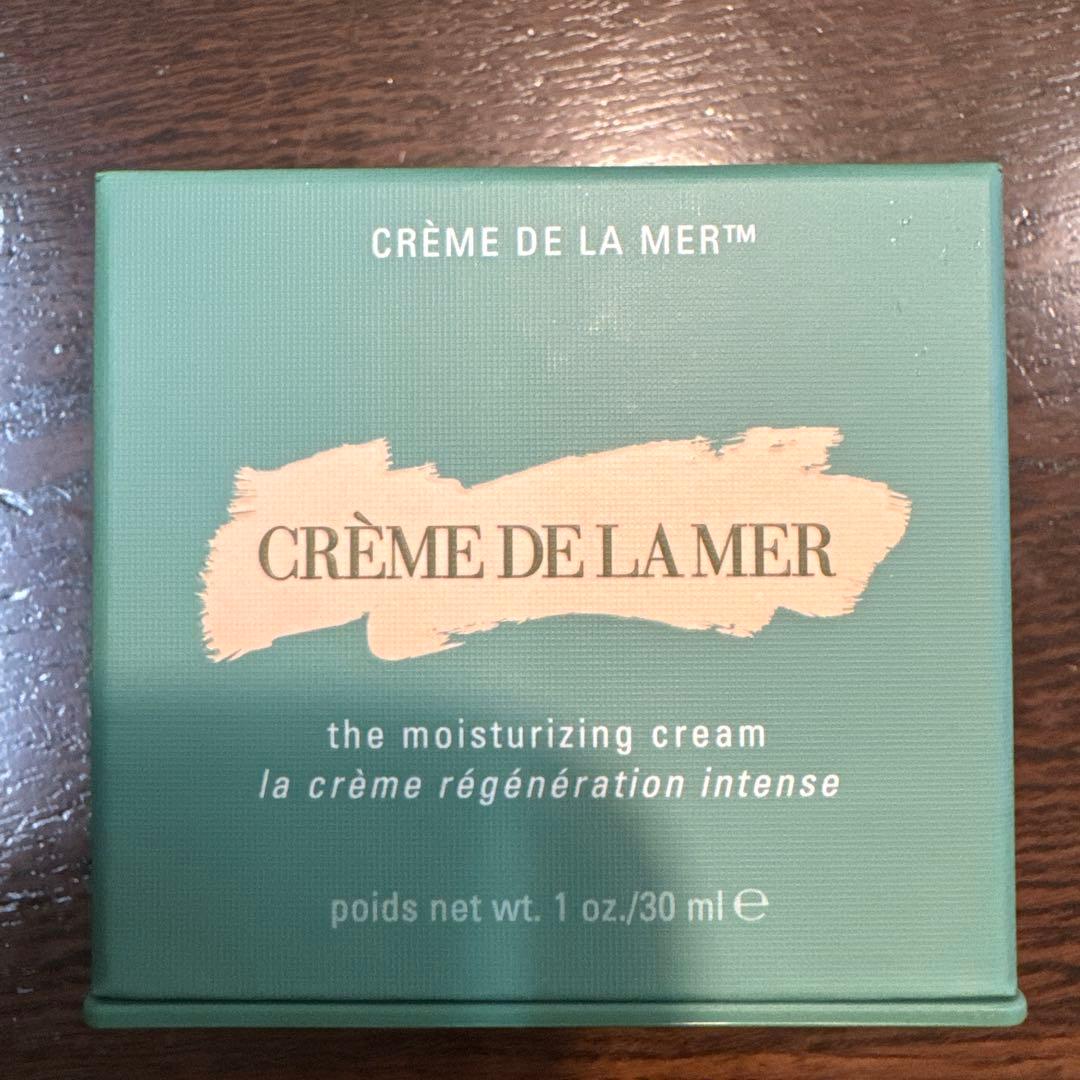 CRÈME DE LA MER™
CRÈME DE LA MER
the moisturizing cream
la crème régénération intense
poids net wt. 1 oz./30 ml ℮